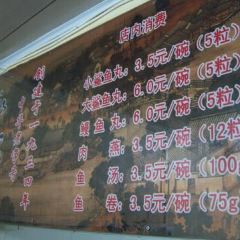 店内消费
小鲨鱼丸:3.5元/碗(5粒)
大鲨鱼丸:6.0元/碗(5粒)
鳗鱼丸:6.0元/碗(5粒)
肉燕:3.5元/碗(12粒
鱼汤:3.5元/碗(100
鱼卷:3.5元/碗(75g
创建于一九三四年